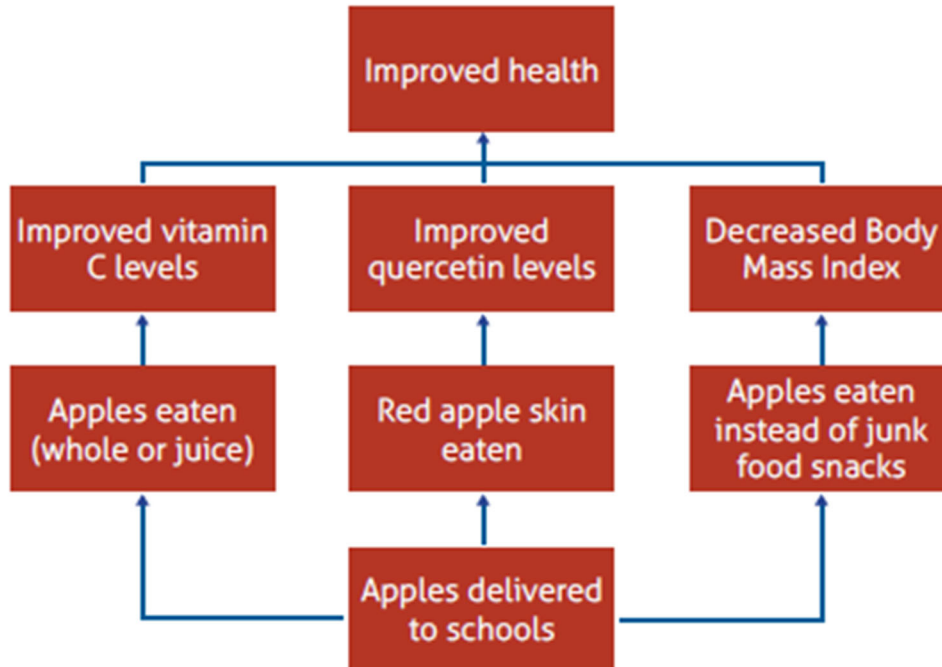 Improved health
Improved vitamin
C levels
Improved
quercetin levels
Decreased Body
Mass Index
Apples eaten
(whole or juice)
Red apple skin
eaten
Apples eaten
instead of junk
food snacks
Apples delivered
to schools